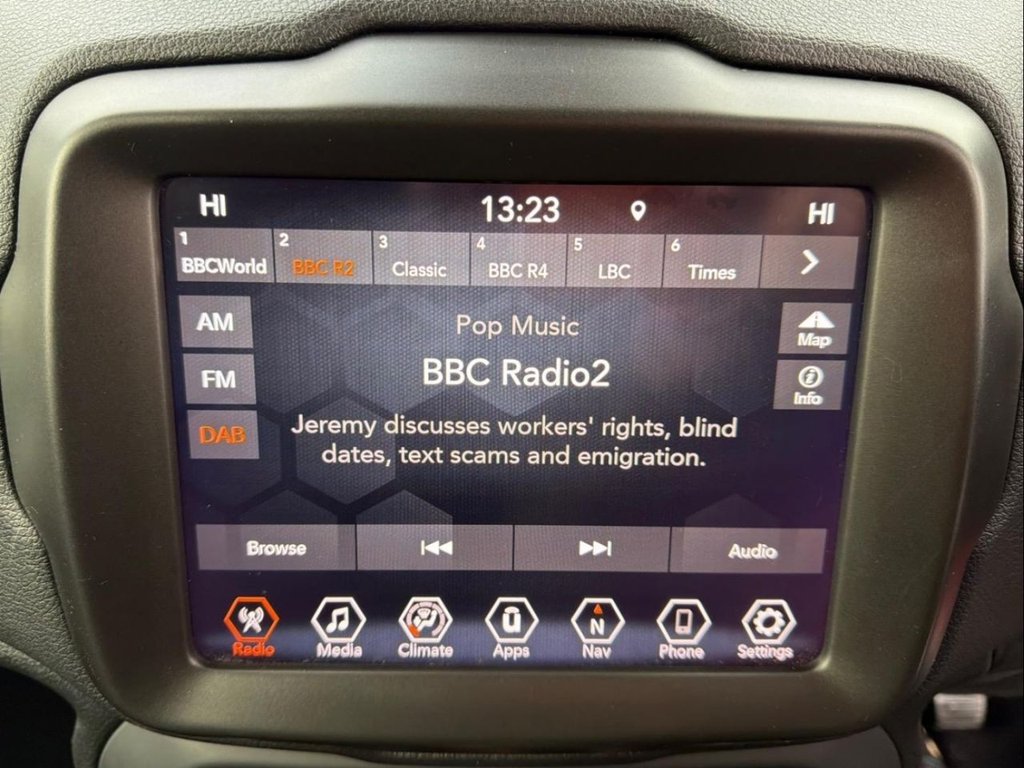 HI 13:23 HI
1 BBCWorld 2 BBC R2 3 Classic 4 BBC R4 5 LBC 6 Times
AM
Pop Music
Map
FM
BBC Radio2
Info
DAB
Jeremy discusses workers' rights, blind
dates, text scams and emigration.
Browse Audio
N
Radio Media Climate Apps Nav Phone Settings